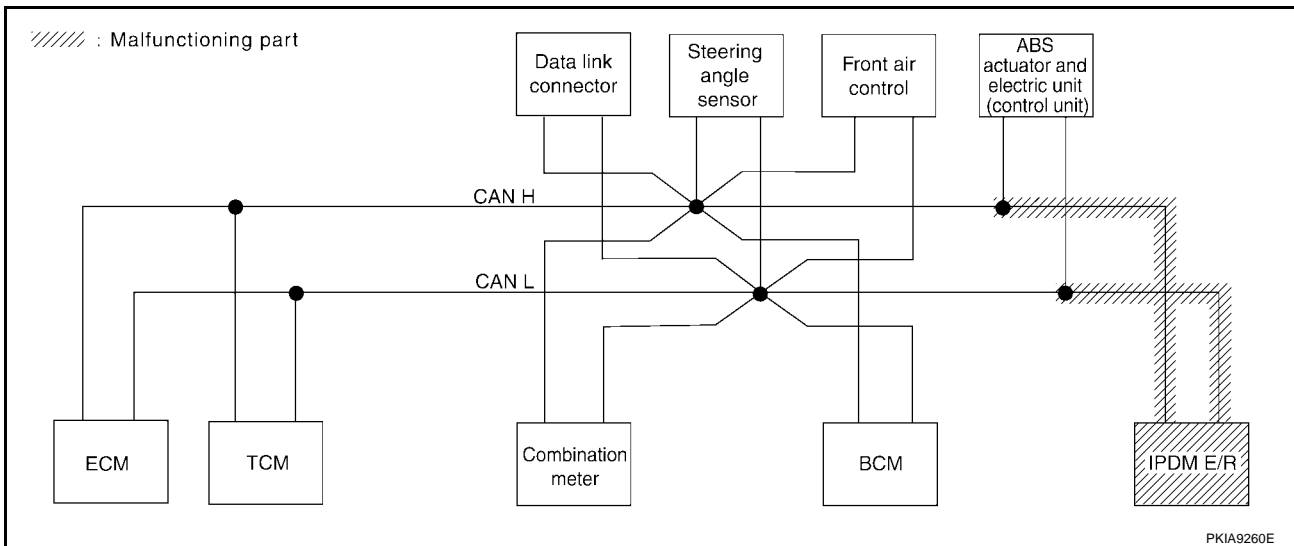 : Malfunctioning part
Data link
connector
Steering
angle
sensor
Front air
control
ABS
actuator and
electric unit
(control unit)
CAN H
CAN L
ECM
TCM
Combination
meter
BCM
IPDM E/R
PKIA9260E